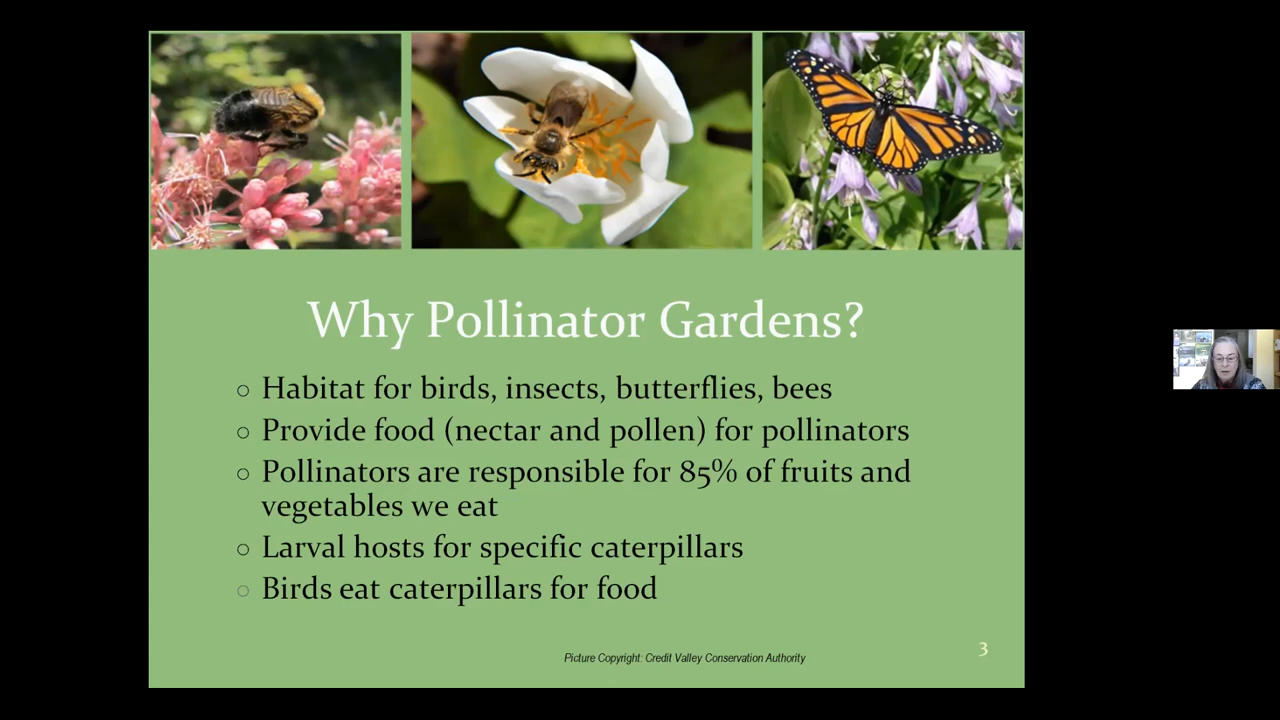 Why Pollinator Gardens?
Habitat for birds, insects, butterflies, bees
Provide food (nectar and pollen) for pollinators
Pollinators are responsible for 85% of fruits and
vegetables we eat
Larval hosts for specific caterpillars
Birds eat caterpillars for food
Picture Copyright: Credit Valley Conservation Authority
3